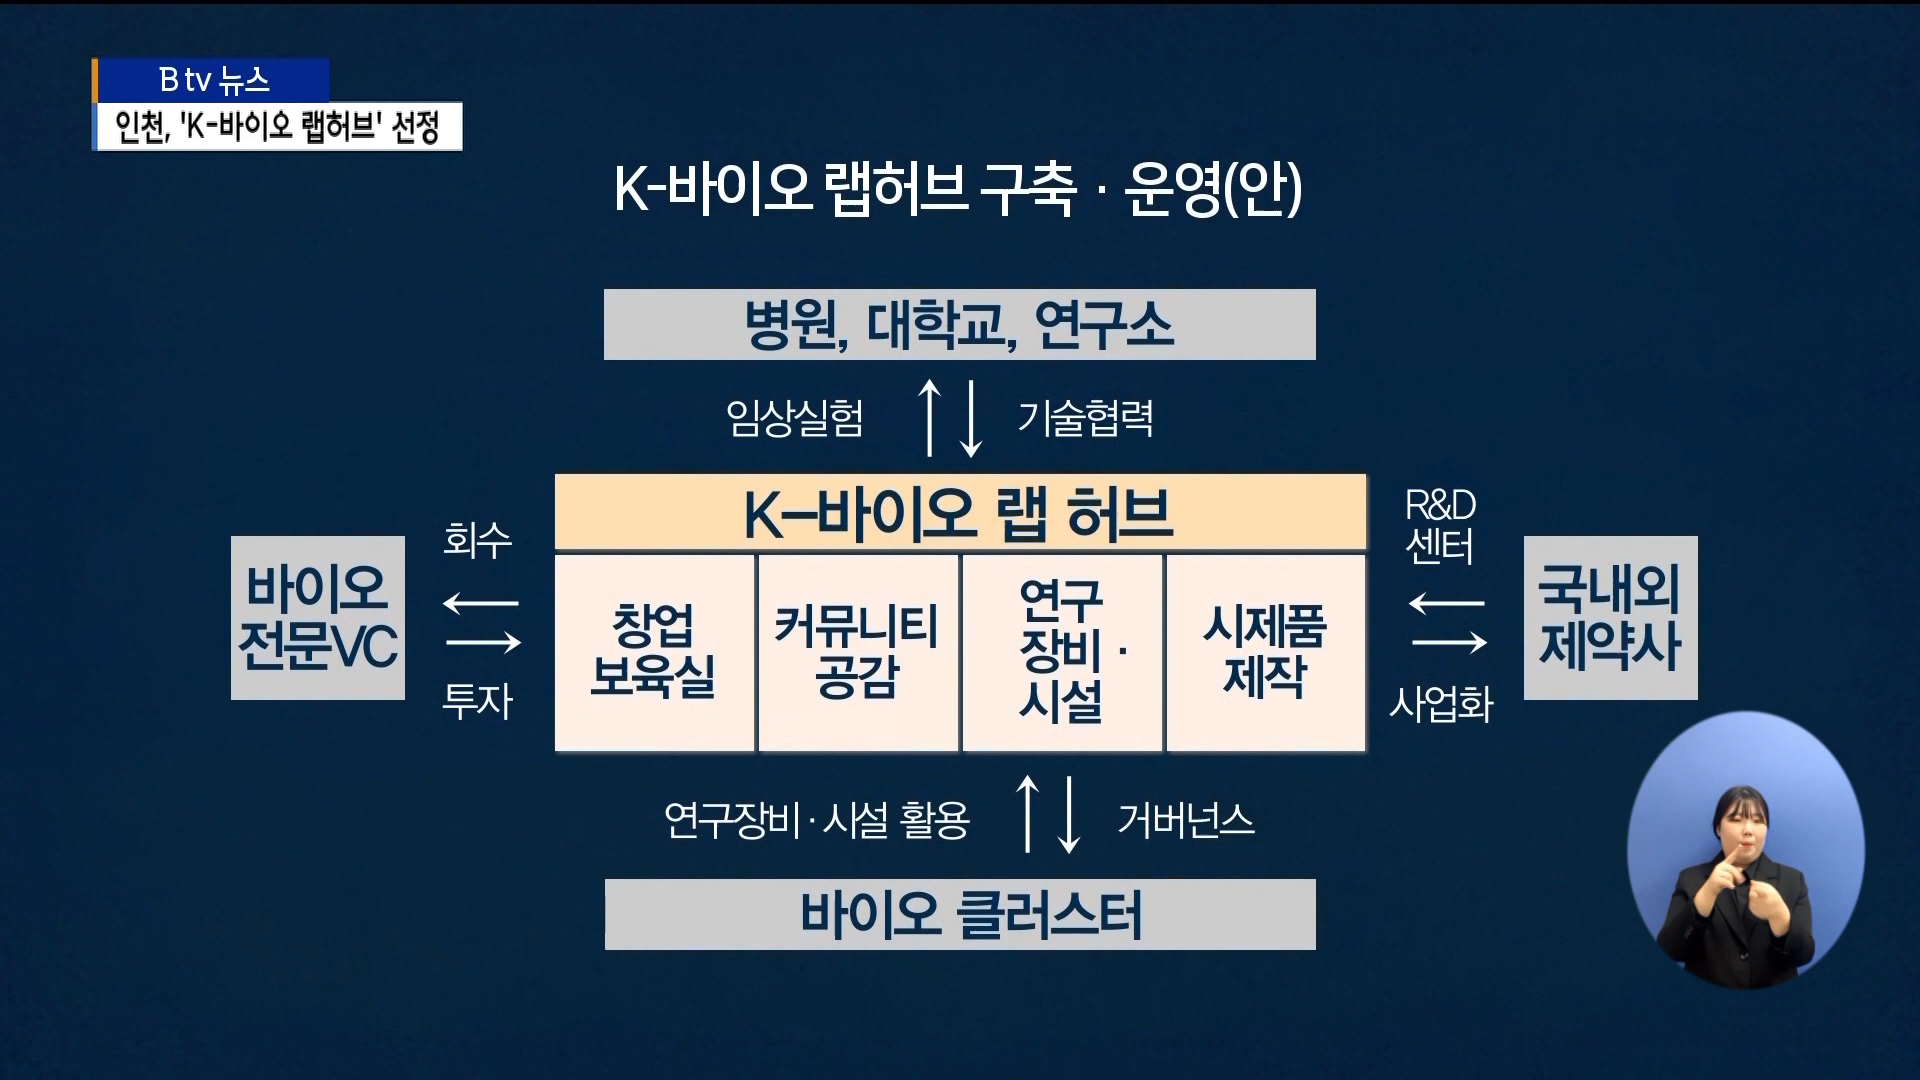 B tv 뉴스
인천, 'K-바이오 랩허브' 선정
K-바이오 랩허브 구축 · 운영(안)
병원, 대학교, 연구소
임상실험
기술협력
K-바이오 랩 허브
창업
보육실
커뮤니티
공감
연구
장비 ·
시설
시제품
제작
회수
바이오
전문VC
투자
R&D
센터
국내외
제약사
사업화
연구장비 · 시설 활용
거버넌스
바이오 클러스터